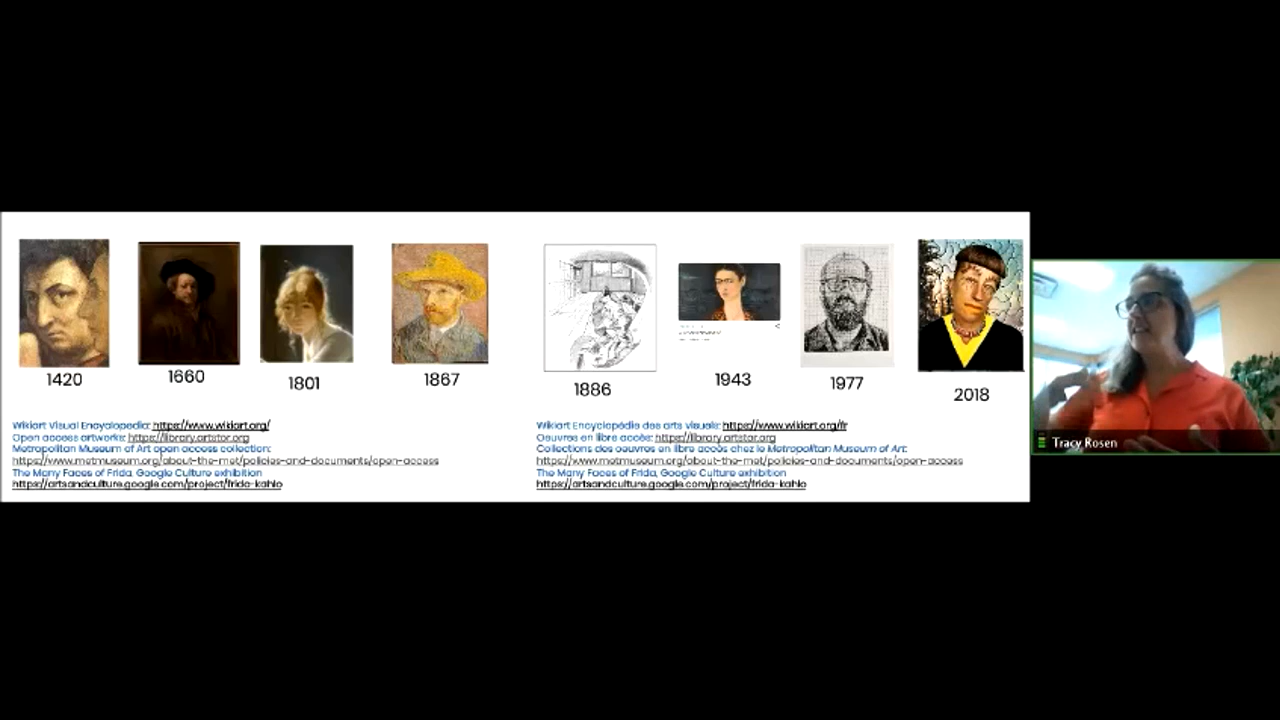 1420
1660
1801
1867
1886
1943
1977
2018
Wikiart Visual Encyclopedia: https://www.wikiart.org/
Open access artworks: https://library.artstor.org
Metropolitan Museum of Art open access collection:
https://www.metmuseum.org/about-the-met/policies-and-documents/open-access
The Many Faces of Frida, Google Culture exhibition
https://artsandculture.google.com/project/frida-kahlo
Wikiart Encyclopédie des arts visuels: https://www.wikiart.org/fr
Oeuvres en libre accès: https://library.artstor.org
Collections des oeuvres en libre accès chez le Metropolitan Museum of Art:
https://www.metmuseum.org/about-the-met/policies-and-documents/open-access
The Many Faces of Frida, Google Culture exhibition
https://artsandculture.google.com/project/frida-kahlo
Tracy Rosen